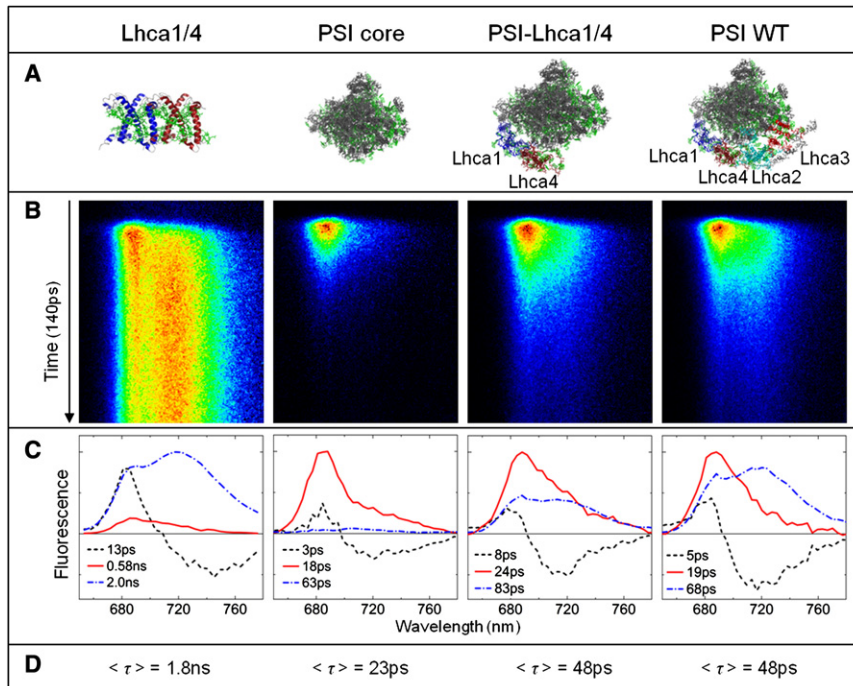 Lhca1/4 PSI core PSI-Lhca1/4 PSI WT
A
Lhca1
Lhca4
Lhca1
Lhca4 Lhca2
Lhca3
B
Time (140ps)
C
Fluorescence
13ps
0.58ns
2.0ns
3ps
18ps
63ps
8ps
24ps
83ps
5ps
19ps
68ps
680 720 760 680 720 760 680 720 760 680 720 760
Wavelength (nm)
D
< τ > = 1.8ns < τ > = 23ps < τ > = 48ps < τ > = 48ps